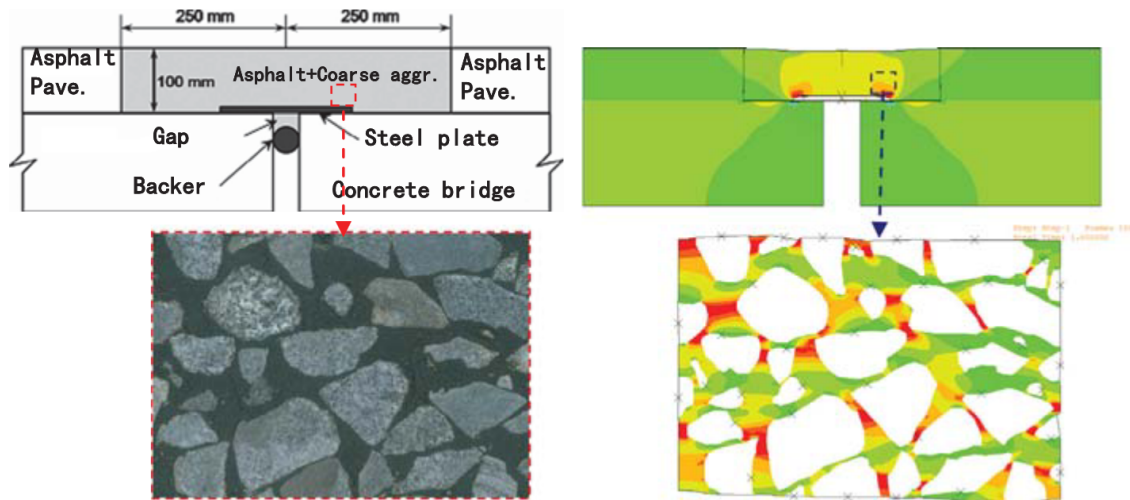 250 mm
250 mm
Asphalt
Pave.
100 mm
Asphalt+Coarse aggr.
Asphalt
Pave.
Gap
Steel plate
Backer
Concrete bridge